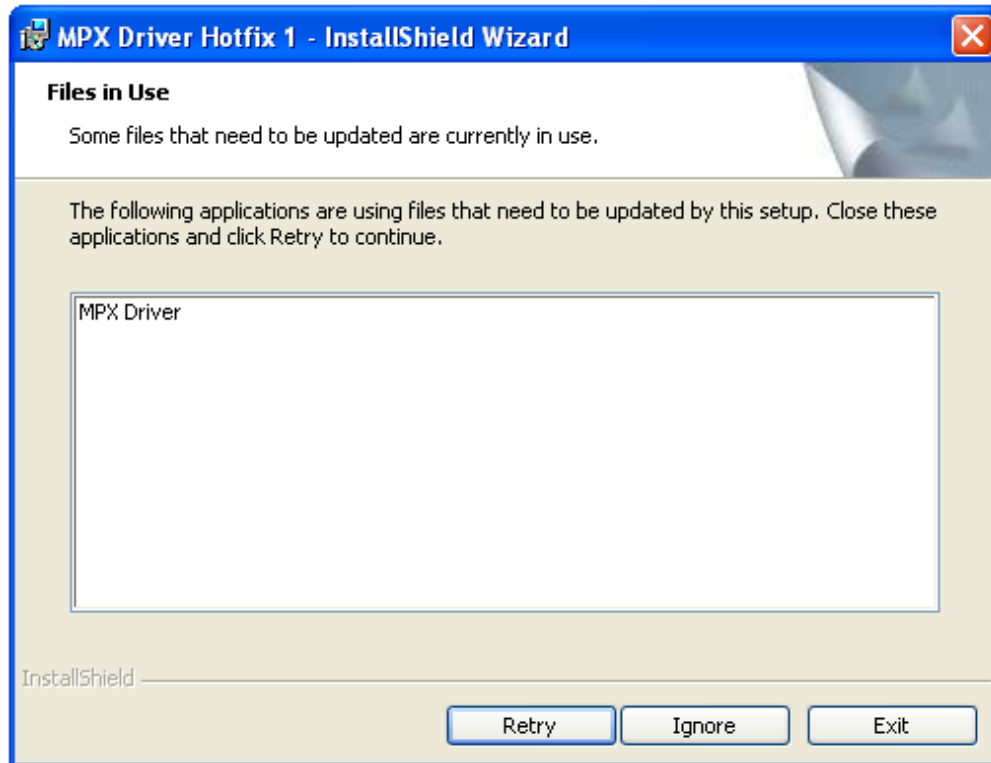 MPX Driver Hotfix 1 - InstallShield Wizard
Files in Use
Some files that need to be updated are currently in use.
The following applications are using files that need to be updated by this setup. Close these
applications and click Retry to continue.
MPX Driver
InstallShield
Retry Ignore Exit